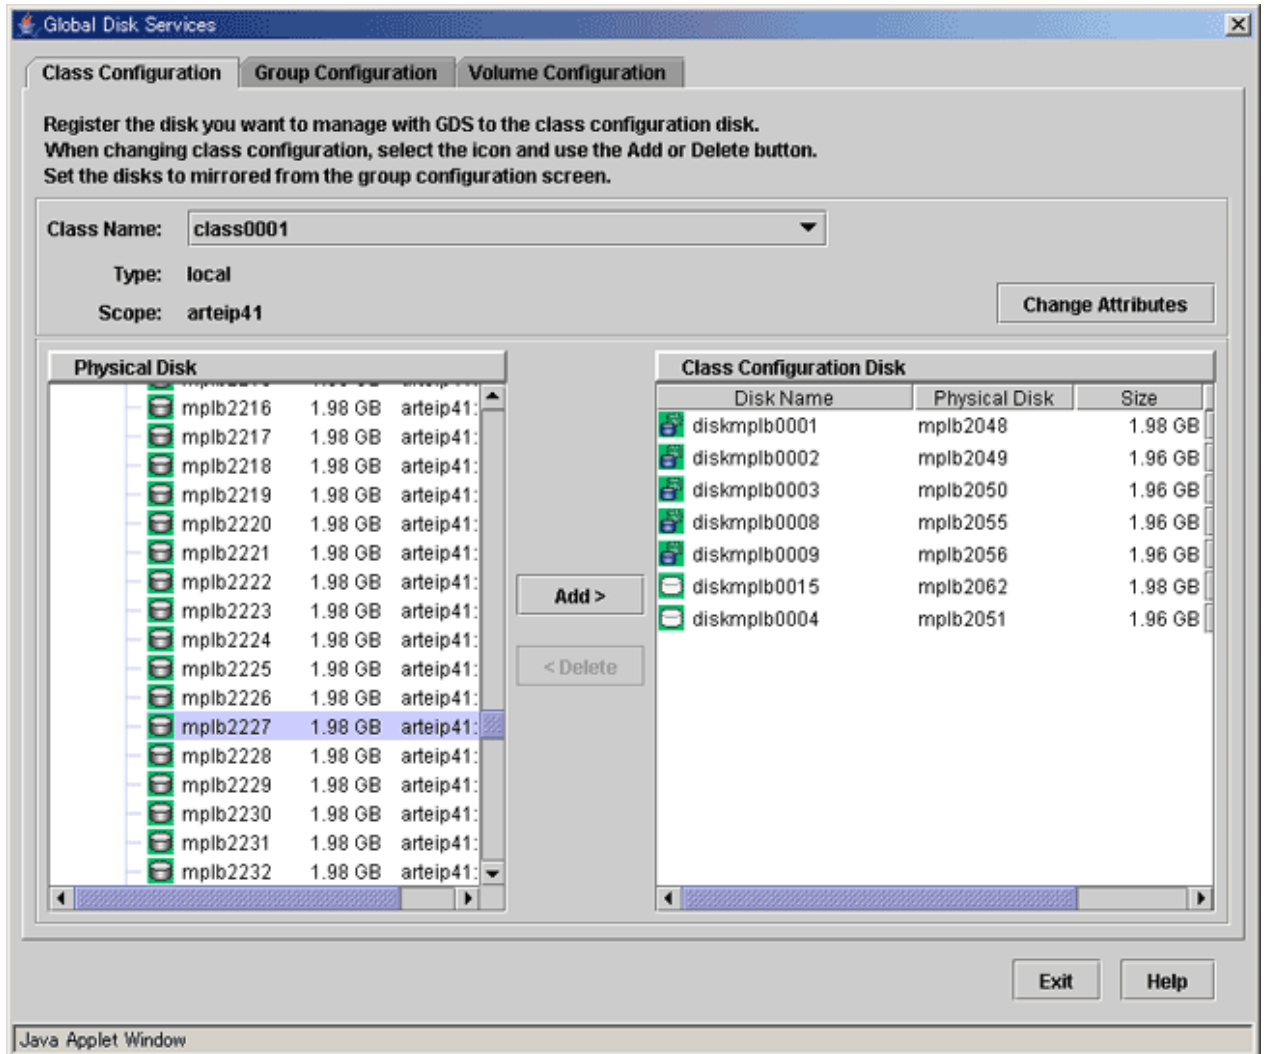 Global Disk Services
Class Configuration Group Configuration Volume Configuration
Register the disk you want to manage with GDS to the class configuration disk.
When changing class configuration, select the icon and use the Add or Delete button.
Set the disks to mirrored from the group configuration screen.
Class Name: class0001
Type: local
Scope: arteip41
Change Attributes
Physical Disk
mplb2216 1.98 GB arteip41:
mplb2217 1.98 GB arteip41:
mplb2218 1.98 GB arteip41:
mplb2219 1.98 GB arteip41:
mplb2220 1.98 GB arteip41:
mplb2221 1.98 GB arteip41:
mplb2222 1.98 GB arteip41:
mplb2223 1.98 GB arteip41:
mplb2224 1.98 GB arteip41:
mplb2225 1.98 GB arteip41:
mplb2226 1.98 GB arteip41:
mplb2227 1.98 GB arteip41:
mplb2228 1.98 GB arteip41:
mplb2229 1.98 GB arteip41:
mplb2230 1.98 GB arteip41:
mplb2231 1.98 GB arteip41:
mplb2232 1.98 GB arteip41:
Add >
< Delete
Class Configuration Disk
Disk Name Physical Disk Size
diskmplb0001 mplb2048 1.98 GB
diskmplb0002 mplb2049 1.96 GB
diskmplb0003 mplb2050 1.96 GB
diskmplb0008 mplb2055 1.96 GB
diskmplb0009 mplb2056 1.96 GB
diskmplb0015 mplb2062 1.98 GB
diskmplb0004 mplb2051 1.96 GB
Exit Help
Java Applet Window